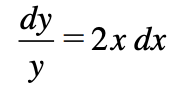 dy/y = 2x dx